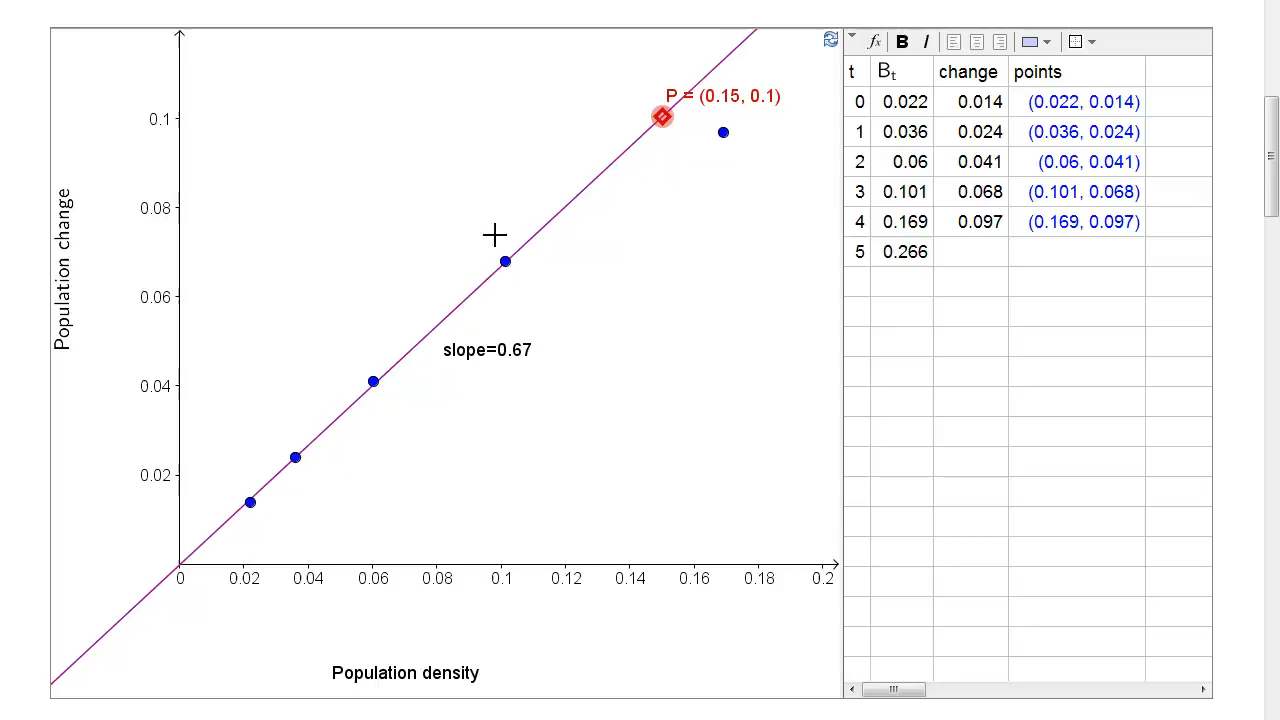 fx B I
t Bt change points
0 0.022 0.014 (0.022, 0.014)
1 0.036 0.024 (0.036, 0.024)
2 0.06 0.041 (0.06, 0.041)
3 0.101 0.068 (0.101, 0.068)
4 0.169 0.097 (0.169, 0.097)
5 0.266
P = (0.15, 0.1)
0.1
0.08
0.06
0.04
0.02
Population change
slope=0.67
0 0.02 0.04 0.06 0.08 0.1 0.12 0.14 0.16 0.18 0.2
Population density